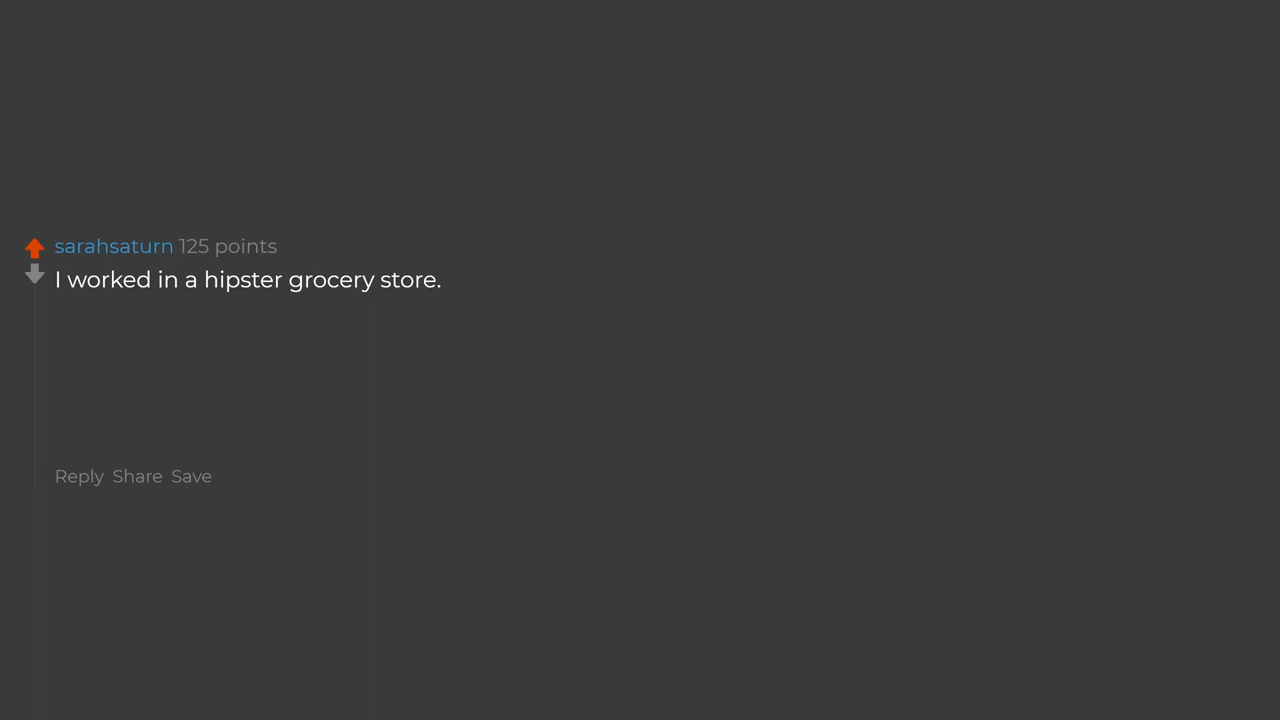 sarahsaturn 125 points
I worked in a hipster grocery store.
Reply Share Save